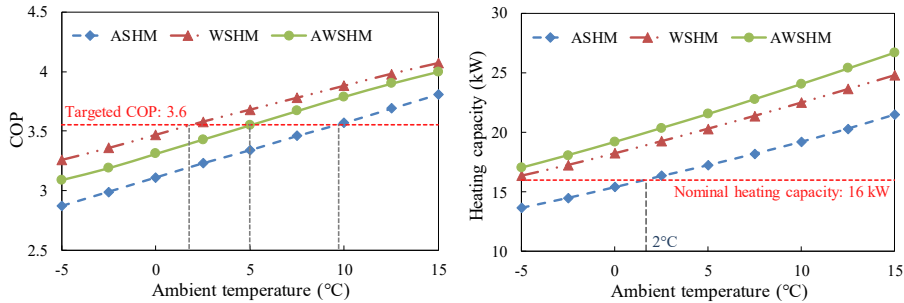 4.5
ASHM WSHM AWSHM
4
Targeted COP: 3.6
3.5
3
2.5
-5 0 5 10 15
COP
Ambient temperature (℃)
30
ASHM WSHM AWSHM
25
20
15
Nominal heating capacity: 16 kW
2℃
10
-5 0 5 10 15
Heating capacity (kW)
Ambient temperature (℃)